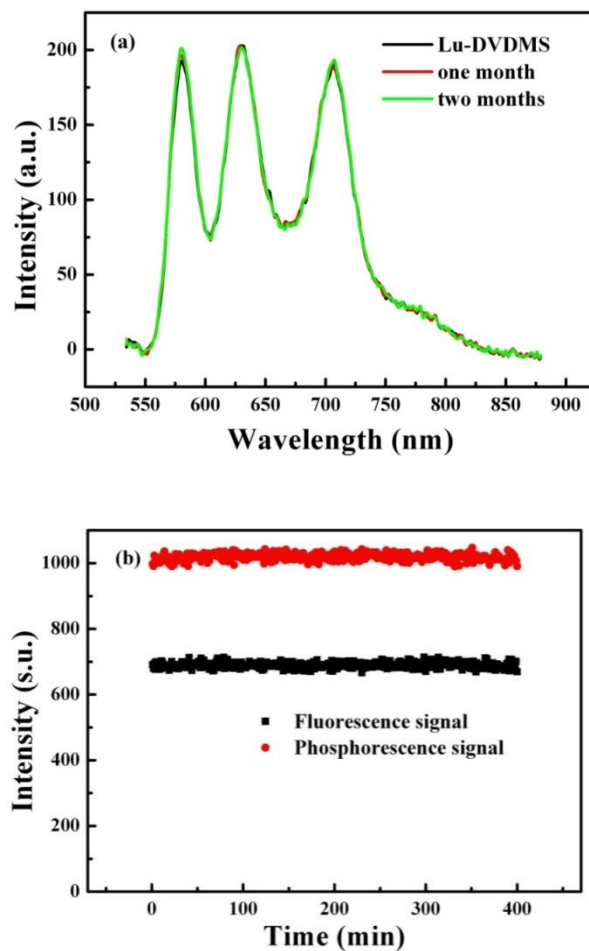 (a)
Lu-DVDMS
one month
two months
200
150
100
50
0
Intensity (a.u.)
500 550 600 650 700 750 800 850 900
Wavelength (nm)
(b)
1000
800
600
400
200
0
Intensity (s.u.)
Fluorescence signal
Phosphorescence signal
0 100 200 300 400
Time (min)